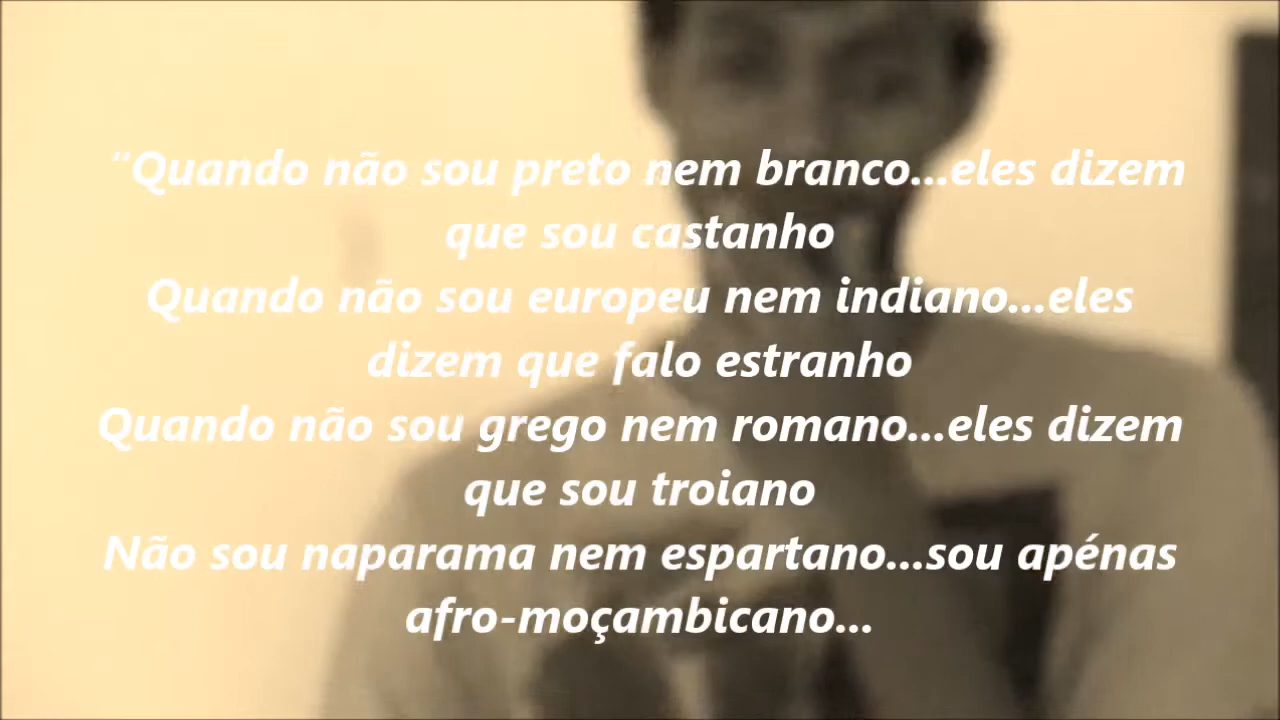 “Quando não sou preto nem branco...eles dizem
que sou castanho
Quando não sou europeu nem indiano...eles
dizem que falo estranho
Quando não sou grego nem romano...eles dizem
que sou troiano
Não sou naparama nem espartano...sou apénas
afro-moçambicano...